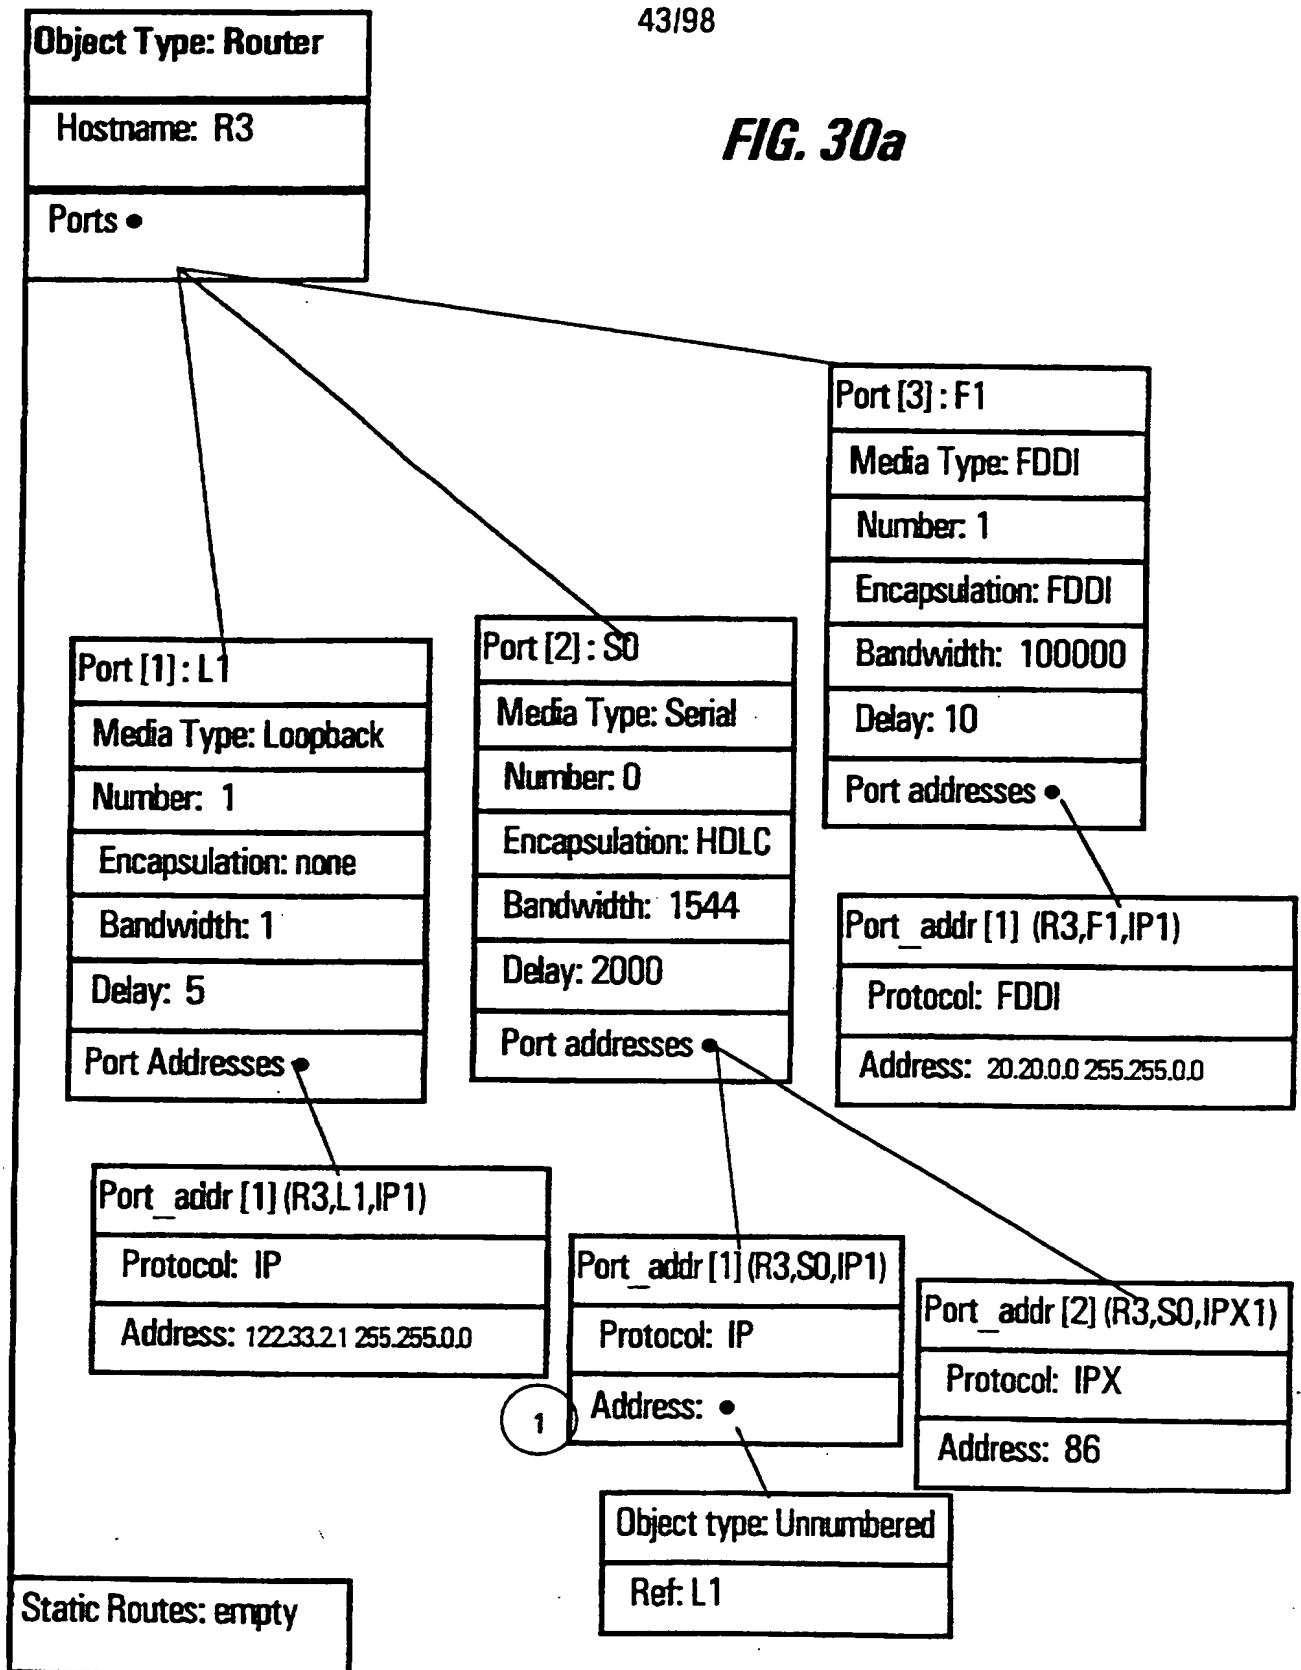 43/98
FIG. 30a
Object Type: Router
Hostname: R3
Ports
Port [3] : F1
Media Type: FDDI
Number: 1
Encapsulation: FDDI
Bandwidth: 100000
Delay: 10
Port addresses
Port [1] : L1
Media Type: Loopback
Number: 1
Encapsulation: none
Bandwidth: 1
Delay: 5
Port Addresses
Port [2] : S0
Media Type: Serial
Number: 0
Encapsulation: HDLC
Bandwidth: 1544
Delay: 2000
Port addresses
Port_addr [1] (R3,F1,IP1)
Protocol: FDDI
Address: 20.20.0.0 255.255.0.0
Port_addr [1] (R3,L1,IP1)
Protocol: IP
Address: 122.33.2.1 255.255.0.0
Port_addr [1] (R3,S0,IP1)
Protocol: IP
Address:
1
Port_addr [2] (R3,S0,IPX1)
Protocol: IPX
Address: 86
Object type: Unnumbered
Ref: L1
Static Routes: empty